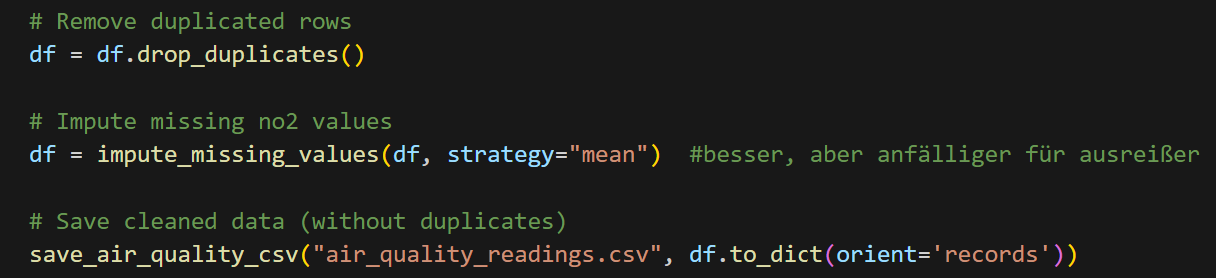 # Remove duplicated rows
df = df.drop_duplicates()
# Impute missing no2 values
df = impute_missing_values(df, strategy="mean")  #besser, aber anfälliger für ausreißer
# Save cleaned data (without duplicates)
save_air_quality_csv("air_quality_readings.csv", df.to_dict(orient='records'))